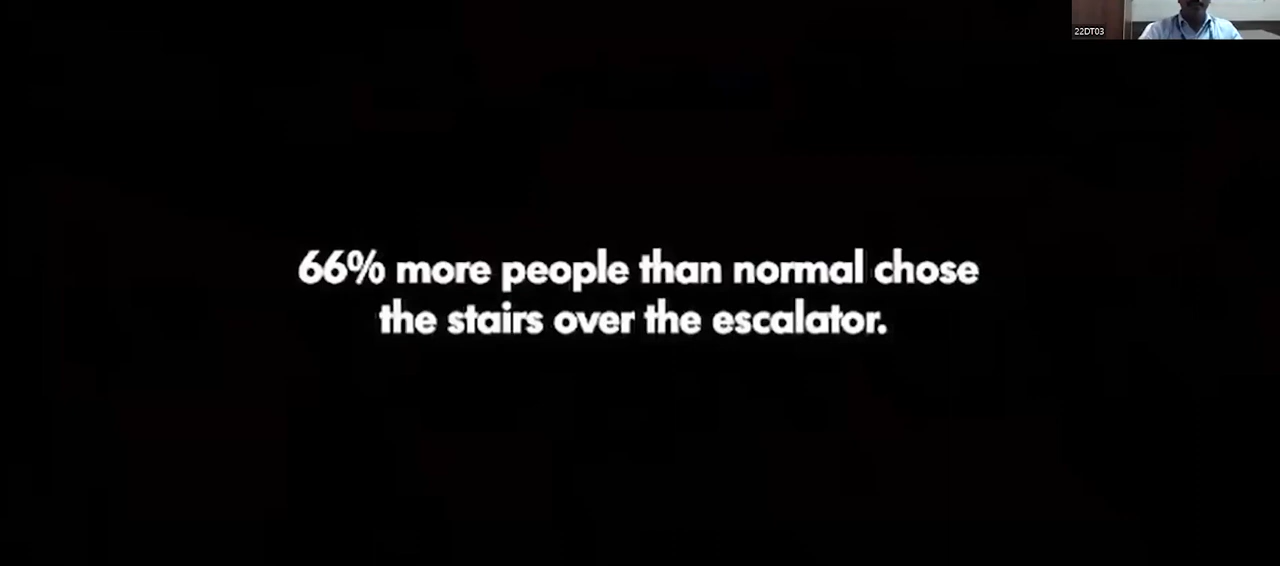 22DT03
66% more people than normal chose
the stairs over the escalator.